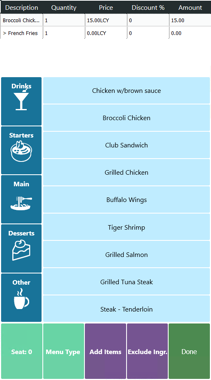 Description Quantity Price Discount % Amount
Broccoli Chick... 1 15.00LCY 0.00 15.00
> French Fries 1 0.00LCY 0.00 0.00
Drinks
Starters
Main
Desserts
Other
Chicken w/brown sauce
Broccoli Chicken
Club Sandwich
Grilled Chicken
Buffalo Wings
Tiger Shrimp
Grilled Salmon
Grilled Tuna Steak
Steak - Tenderloin
Seat: 0 Menu Type Add Items Exclude Ingr. Done